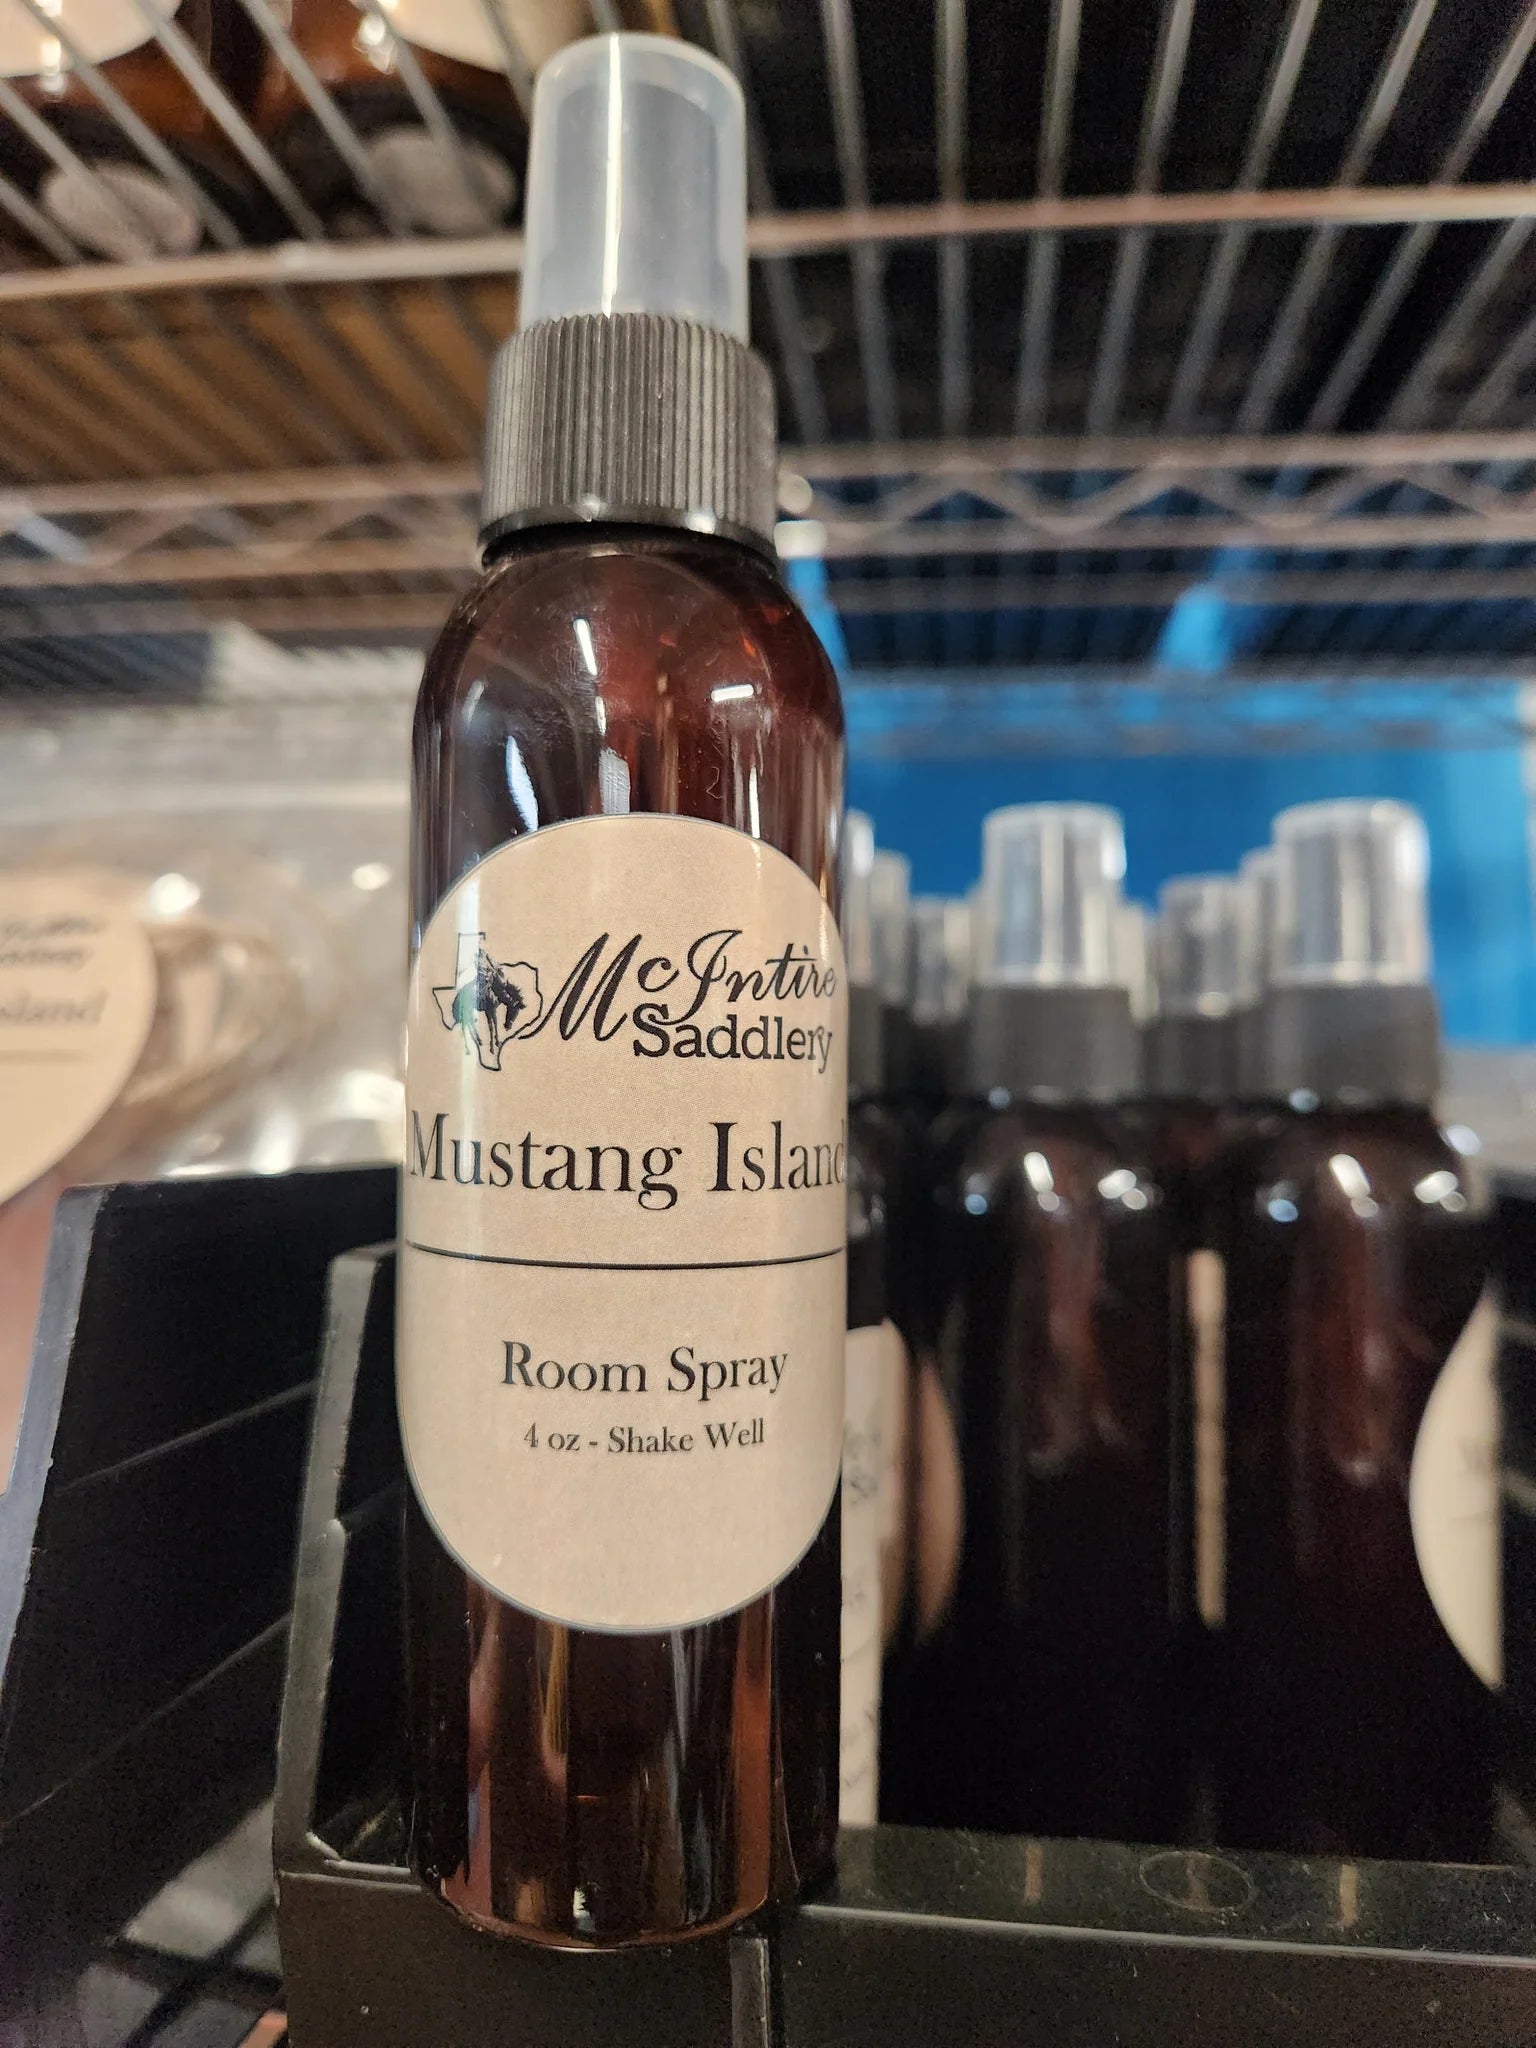 McIntire
Saddlery
Mustang Island
Room Spray
4 oz - Shake Well